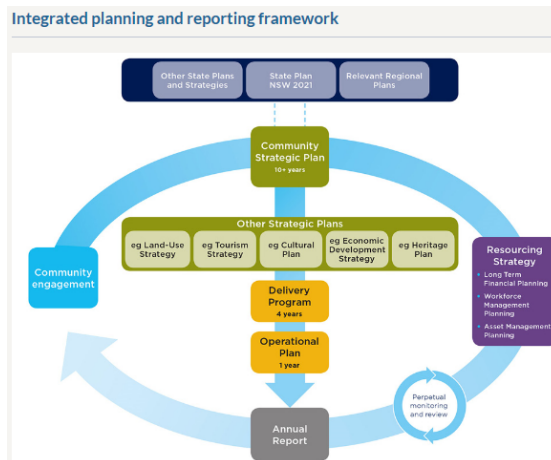 Integrated planning and reporting framework
Other State Plans
and Strategies
State Plan
NSW 2021
Relevant Regional
Plans
Community
Strategic Plan
10+ years
Other Strategic Plans
eg Land-Use
Strategy
eg Tourism
Strategy
eg Cultural
Plan
eg Economic
Development
Strategy
eg Heritage
Plan
Community
engagement
Resourcing
Strategy
• Long Term
Financial Planning
• Workforce
Management
Planning
• Asset Management
Planning
Delivery
Program
4 years
Operational
Plan
1 year
Perpetual
monitoring
and review
Annual
Report